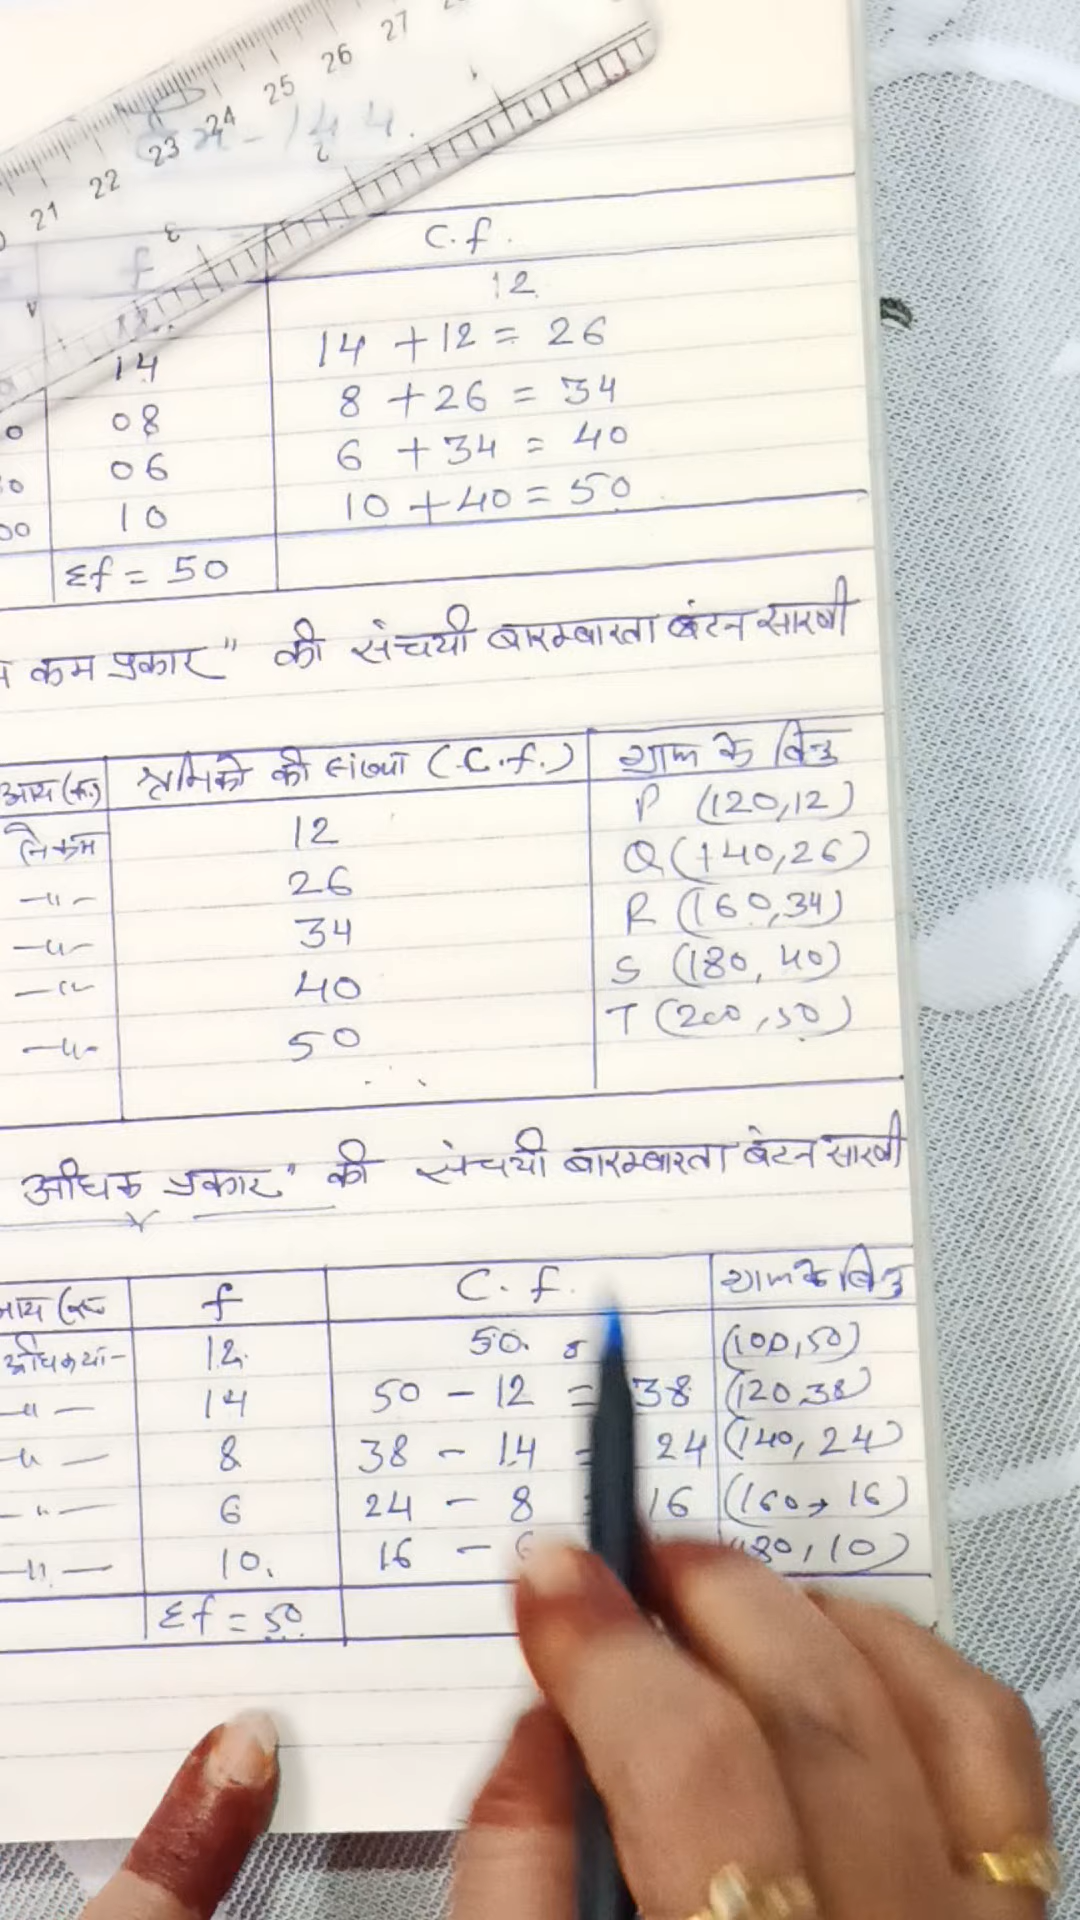 21 22 23 24 25 26 27
2
3
f C.f.
12
14 14 + 12 = 26
08 8 + 26 = 34
06 6 + 34 = 40
10 10 + 40 = 50
Σf = 50
कम प्रकार" की संचयी बारम्बारता बंटन सारणी
आय (रू.) श्रमिकों की संख्या (C.f.) ग्राफ के बिन्दु
से कम 12 P (120,12)
-"- 26 Q (140,26)
-"- 34 R (160,34)
-"- 40 S (180, 40)
-"- 50 T (200,50)
अधिक प्रकार" की संचयी बारम्बारता बंटन सारणी
f C.f. ग्राफ के बिन्दु
अधिक या- 12 50 (100,50)
-"- 14 50 - 12 = 38 (120,38)
-"- 8 38 - 14 = 24 (140,24)
-"- 6 24 - 8 16 (160, 16)
-"- 10. 16 - 6 80,10)
Σf = 50